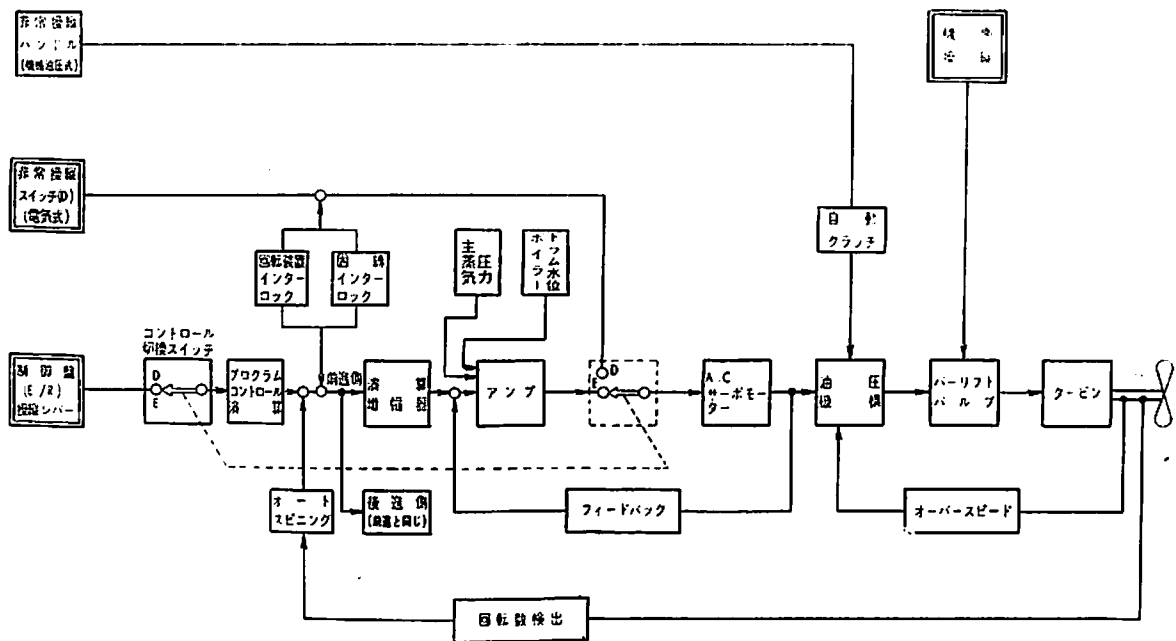 非常操縦
ハンドル
(機械油圧式)
機 側
操 縦
非常操縦
スイッチ(D)
(電気式)
自 動
クラッチ
主蒸気圧力
ボイラードラム水位
回転装置
インター
ロック
インター
ロック
コントロール
切換スイッチ
制御盤
(E/R)
操縦レバー
D
E
プログラム
コントロール
演 算
前進側
演 算
増幅器
アンプ
E
D
A.C
サーボモー
ター
油 圧
機 構
バーリフト
バルブ
タービン
オート
スピニング
後進側
(前進と同じ)
フィードバック
オーバースピード
回転数検出